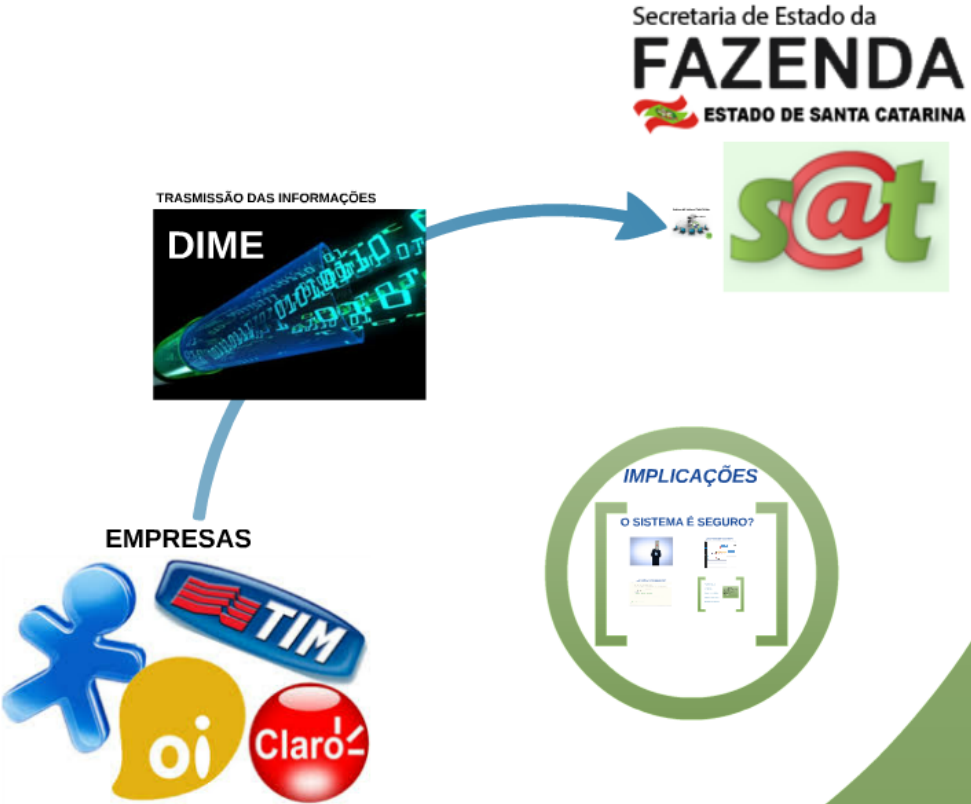 Secretaria de Estado da
FAZENDA
ESTADO DE SANTA CATARINA
s@t
TRASMISSÃO DAS INFORMAÇÕES
DIME
EMPRESAS
TIM
oi
Claro
IMPLICAÇÕES
O SISTEMA É SEGURO?